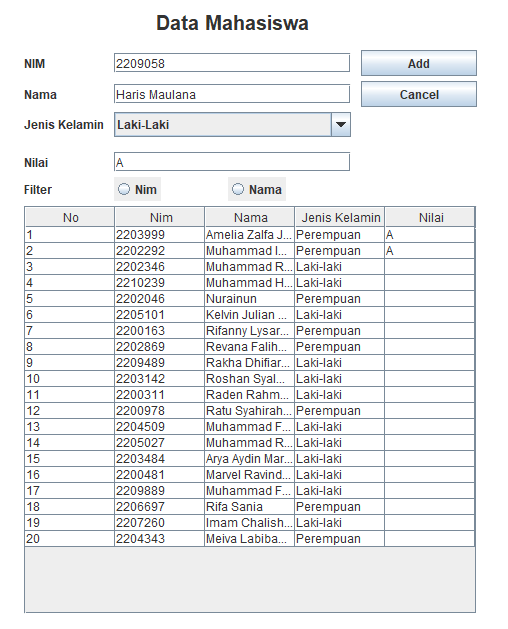 Data Mahasiswa
NIM 2209058 Add
Nama Haris Maulana Cancel
Jenis Kelamin Laki-Laki
Nilai A
Filter Nim Nama
No Nim Nama Jenis Kelamin Nilai
1 2203999 Amelia Zalfa J... Perempuan A
2 2202292 Muhammad I... Perempuan A
3 2202346 Muhammad R... Laki-laki
4 2210239 Muhammad H... Laki-laki
5 2202046 Nurainun Perempuan
6 2205101 Kelvin Julian ... Laki-laki
7 2200163 Rifanny Lysar... Perempuan
8 2202869 Revana Falih... Perempuan
9 2209489 Rakha Dhifiar... Laki-laki
10 2203142 Roshan Syal... Laki-laki
11 2200311 Raden Rahm... Laki-laki
12 2200978 Ratu Syahirah... Perempuan
13 2204509 Muhammad F... Laki-laki
14 2205027 Muhammad R... Laki-laki
15 2203484 Arya Aydin Mar... Laki-laki
16 2200481 Marvel Ravind... Laki-laki
17 2209889 Muhammad F... Laki-laki
18 2206697 Rifa Sania Perempuan
19 2207260 Imam Chalish... Laki-laki
20 2204343 Meiva Labiba... Perempuan